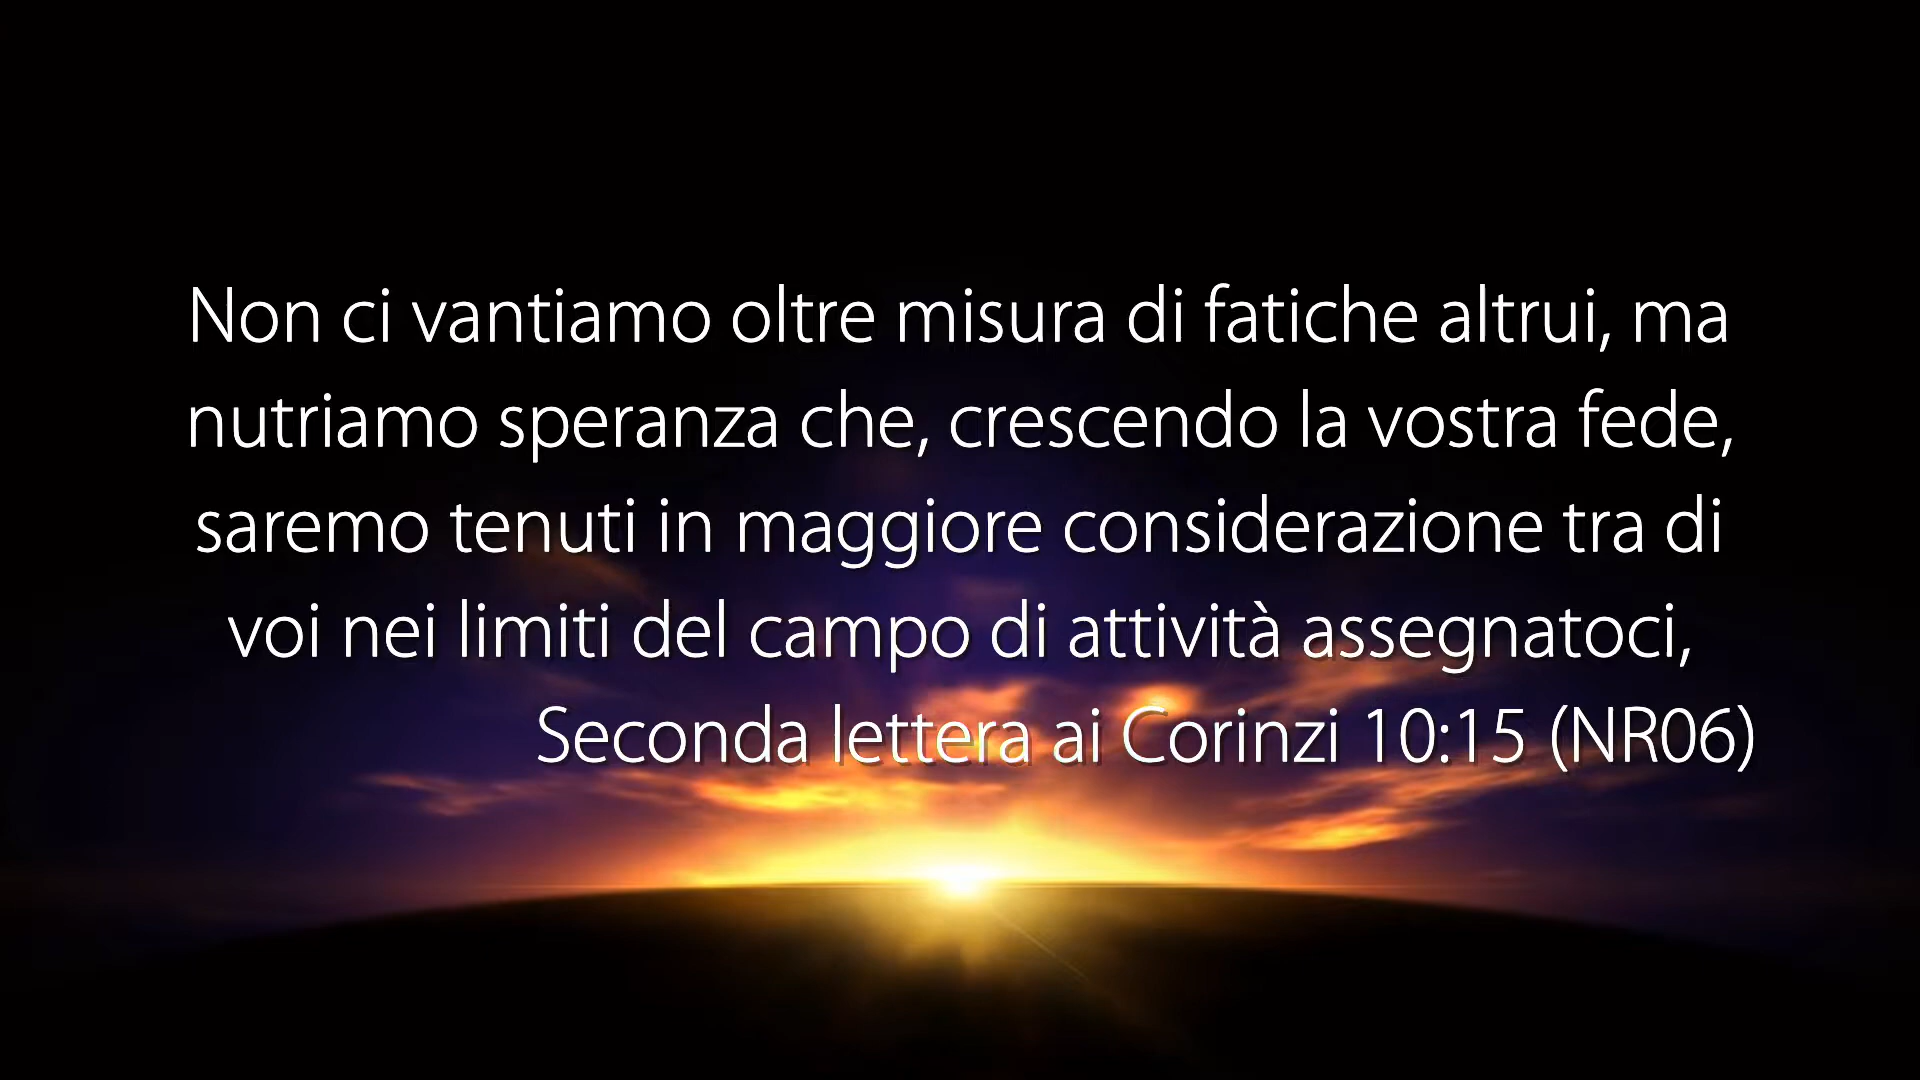 Non ci vantiamo oltre misura di fatiche altrui, ma
nutriamo speranza che, crescendo la vostra fede,
saremo tenuti in maggiore considerazione tra di
voi nei limiti del campo di attività assegnatoci,
Seconda lettera ai Corinzi 10:15 (NR06)